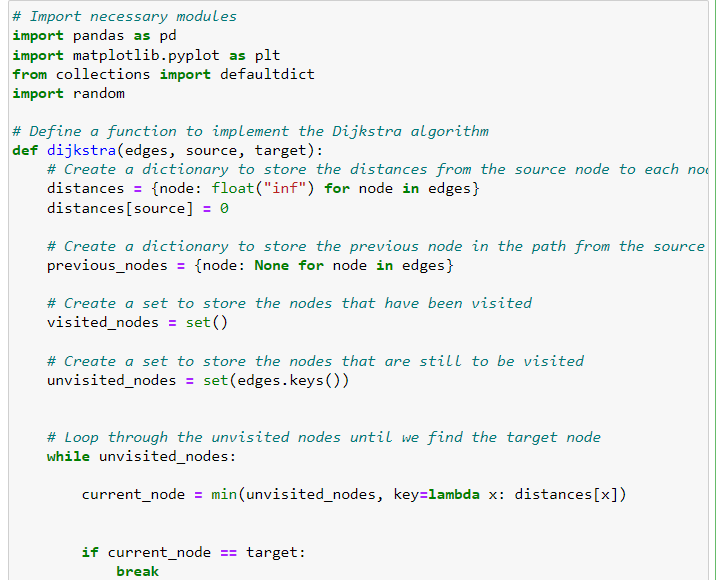 # Import necessary modules
import pandas as pd
import matplotlib.pyplot as plt
from collections import defaultdict
import random
# Define a function to implement the Dijkstra algorithm
def dijkstra(edges, source, target):
# Create a dictionary to store the distances from the source node to each
distances = {node: float("inf") for node in edges}
distances[source] = 0
# Create a dictionary to store the previous node in the path from the source
previous_nodes = {node: None for node in edges}
# Create a set to store the nodes that have been visited
visited_nodes = set()
# Create a set to store the nodes that are still to be visited
unvisited_nodes = set(edges.keys())
# Loop through the unvisited nodes until we find the target node
while unvisited_nodes:
current_node = min(unvisited_nodes, key=lambda x: distances[x])
if current_node == target:
break